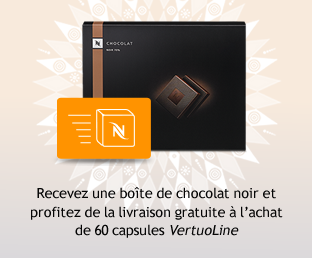 N CHOCOLAT
Recevez une boîte de chocolat noir et
profitez de la livraison gratuite à l'achat
de 60 capsules VertuoLine